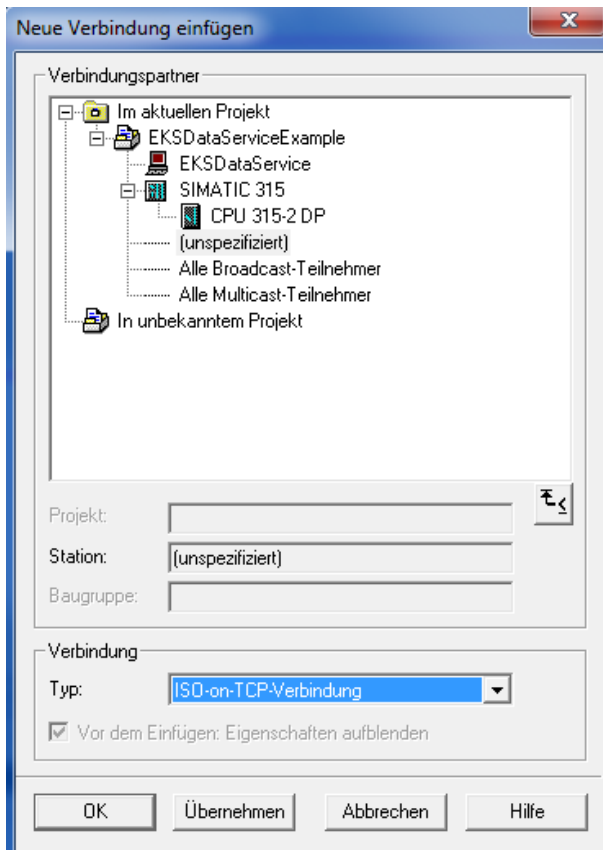 Neue Verbindung einfügen
Verbindungspartner
Im aktuellen Projekt
EKSDataServiceExample
EKSDataService
SIMATIC 315
CPU 315-2 DP
(unspezifiziert)
Alle Broadcast-Teilnehmer
Alle Multicast-Teilnehmer
In unbekanntem Projekt
Projekt:
Station: (unspezifiziert)
Baugruppe:
Verbindung
Typ: ISO-on-TCP-Verbindung
Vor dem Einfügen: Eigenschaften aufblenden
OK Übernehmen Abbrechen Hilfe